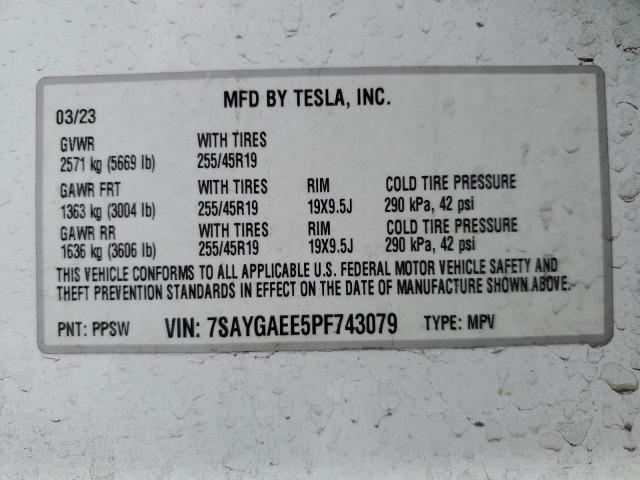 MFD BY TESLA, INC.
03/23
GVWR WITH TIRES
2571 kg (5669 lb) 255/45R19
GAWR FRT WITH TIRES RIM COLD TIRE PRESSURE
1363 kg (3004 lb) 255/45R19 19X9.5J 290 kPa, 42 psi
GAWR RR WITH TIRES RIM COLD TIRE PRESSURE
1636 kg (3606 lb) 255/45R19 19X9.5J 290 kPa, 42 psi
THIS VEHICLE CONFORMS TO ALL APPLICABLE U.S. FEDERAL MOTOR VEHICLE SAFETY AND
THEFT PREVENTION STANDARDS IN EFFECT ON THE DATE OF MANUFACTURE SHOWN ABOVE.
PNT: PPSW VIN: 7SAYGAEE5PF743079 TYPE: MPV